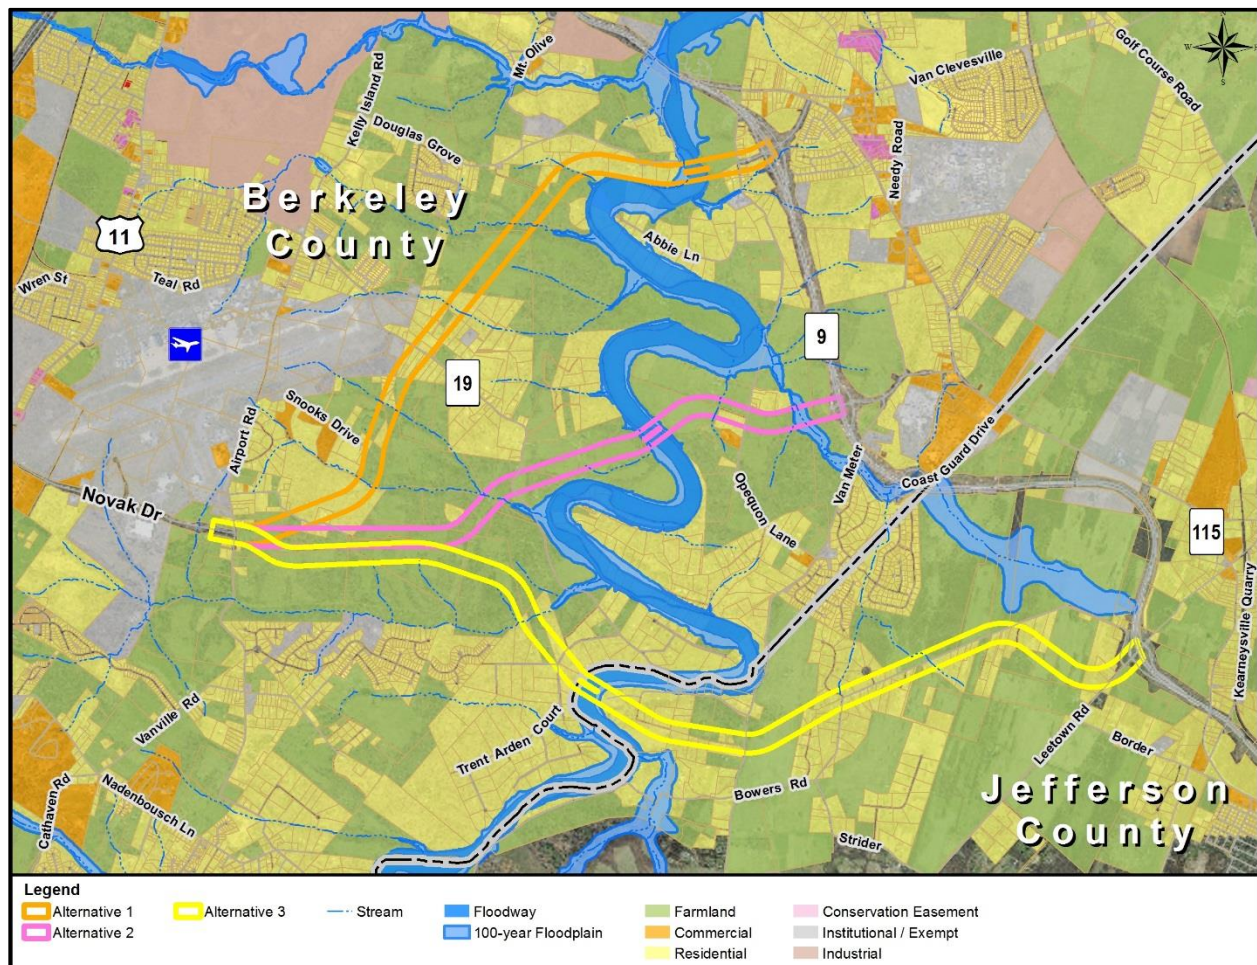 N
W
E
S
Golf Course Road
Van Clevesville
Mt. Olive
Kelly Island Rd
Douglas Grove
Needy Road
Berkeley
County
11
Abbie Ln
Wren St
Teal Rd
9
19
Snooks Drive
Airport Rd
Coast Guard Drive
Van Meter
Opequon Lane
Novak Dr
115
Kearneysville Quarry
Vanville Rd
Trent Arden Court
Leetown Rd
Border
Nadenbousch Ln
Cathaven Rd
Bowers Rd
Jefferson
County
Strider
Legend
Alternative 1
Alternative 3
Stream
Floodway
Farmland
Conservation Easement
Alternative 2
100-year Floodplain
Commercial
Institutional / Exempt
Residential
Industrial